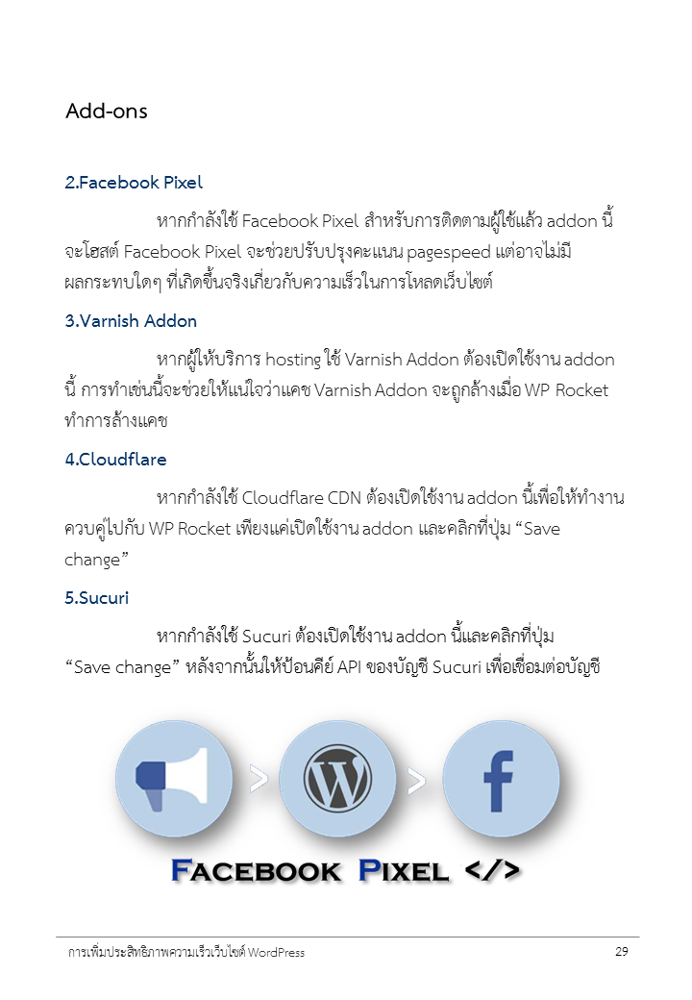 Add-ons
2.Facebook Pixel
หากกำลังใช้ Facebook Pixel สำหรับการติดตามผู้ใช้แล้ว addon นี้
จะโฮสต์ Facebook Pixel จะช่วยปรับปรุงคะแนน pagespeed แต่อาจไม่มี
ผลกระทบใดๆ ที่เกิดขึ้นจริงเกี่ยวกับความเร็วในการโหลดเว็บไซต์
3.Varnish Addon
หากผู้ให้บริการ hosting ใช้ Varnish Addon ต้องเปิดใช้งาน addon
นี้ การทำเช่นนี้จะช่วยให้แน่ใจว่าแคช Varnish Addon จะถูกล้างเมื่อ WP Rocket
ทำการล้างแคช
4.Cloudflare
หากกำลังใช้ Cloudflare CDN ต้องเปิดใช้งาน addon นี้เพื่อให้ทำงาน
ควบคู่ไปกับ WP Rocket เพียงแค่เปิดใช้งาน addon และคลิกที่ปุ่ม “Save
change”
5.Sucuri
หากกำลังใช้ Sucuri ต้องเปิดใช้งาน addon นี้และคลิกที่ปุ่ม
“Save change” หลังจากนั้นให้ป้อนคีย์ API ของบัญชี Sucuri เพื่อเชื่อมต่อบัญชี
Facebook Pixel </>
การเพิ่มประสิทธิภาพความเร็วเว็บไซต์ WordPress 29